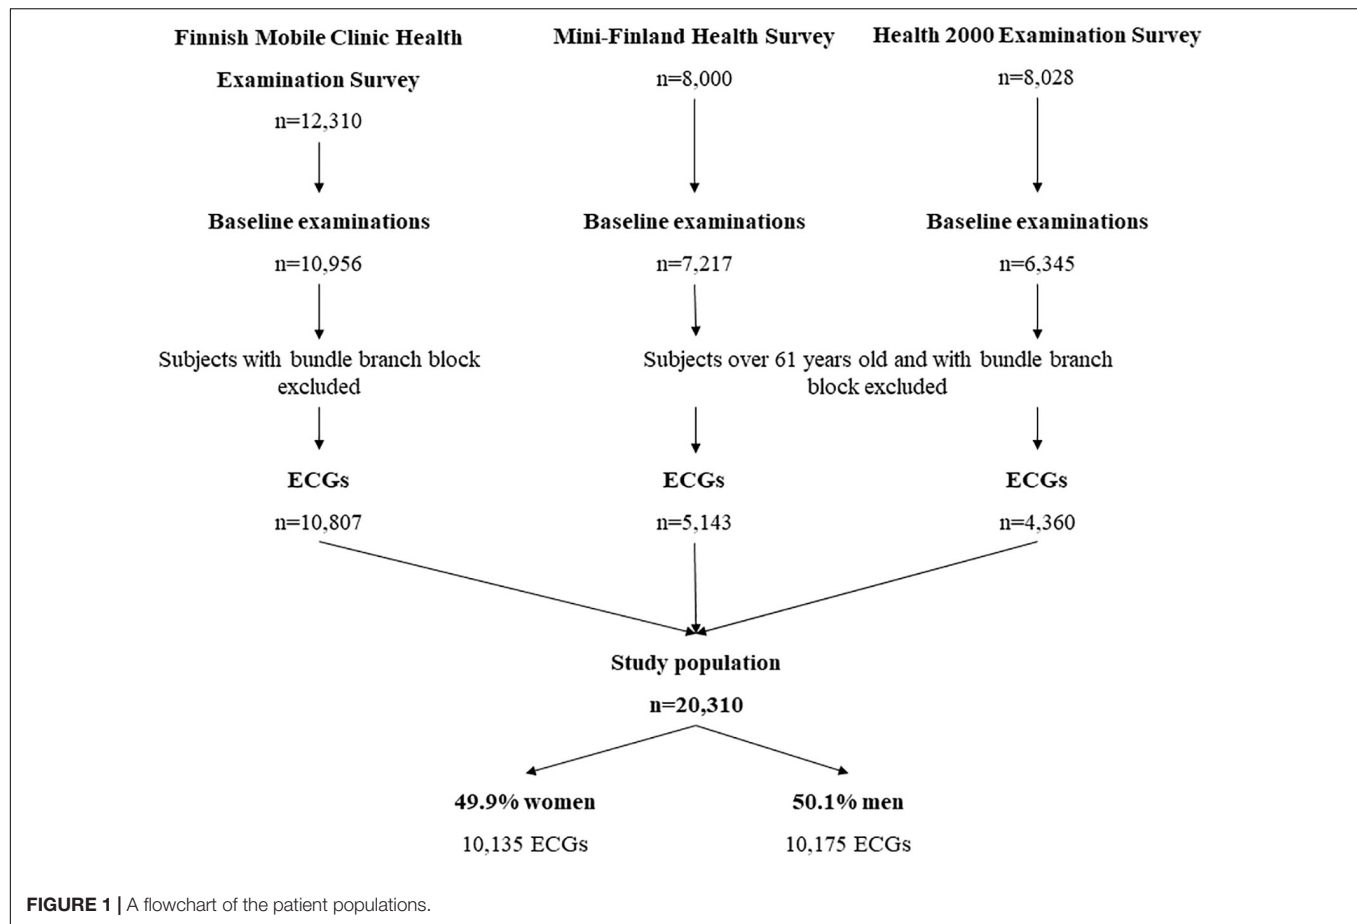 Finnish Mobile Clinic Health
Examination Survey
n=12,310
Mini-Finland Health Survey
n=8,000
Health 2000 Examination Survey
n=8,028
Baseline examinations
n=10,956
Baseline examinations
n=7,217
Baseline examinations
n=6,345
Subjects with bundle branch block
excluded
Subjects over 61 years old and with bundle branch
block excluded
ECGs
n=10,807
ECGs
n=5,143
ECGs
n=4,360
Study population
n=20,310
49.9% women
10,135 ECGs
50.1% men
10,175 ECGs
FIGURE 1 | A flowchart of the patient populations.